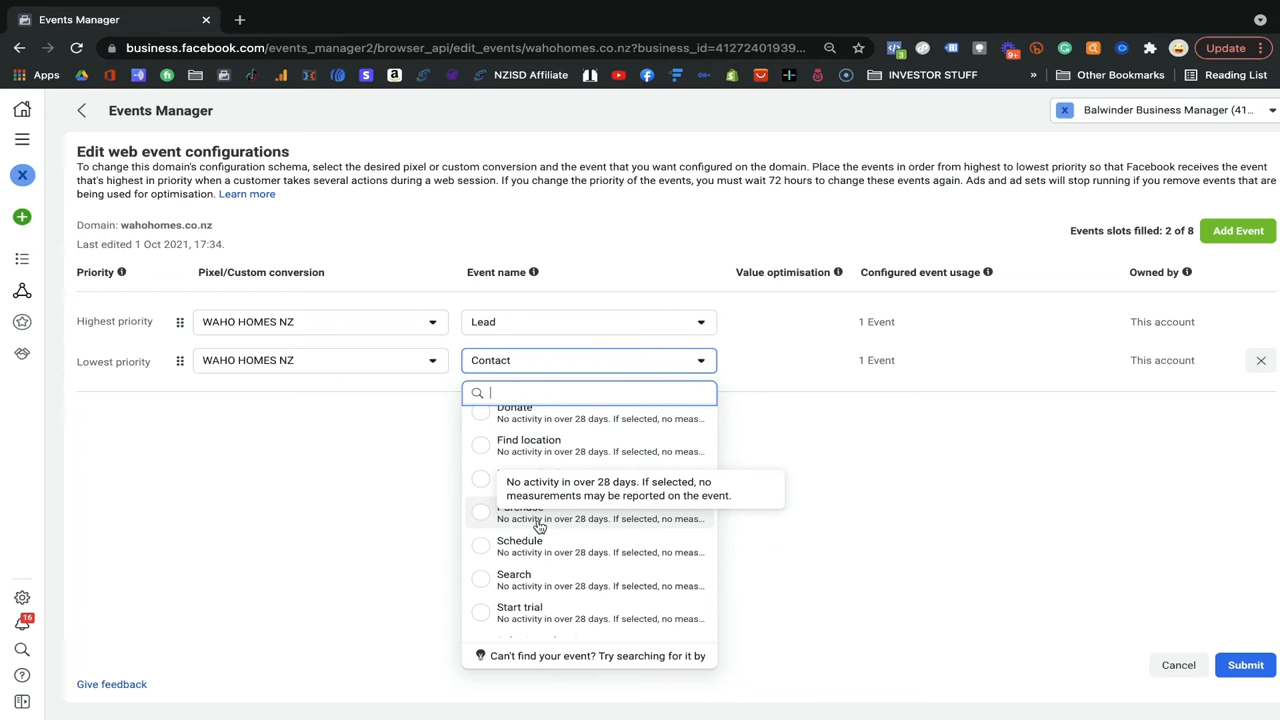 Events Manager
business.facebook.com/events_manager2/browser_api/edit_events/wahohomes.co.nz?business_id=41272401939...
3
9+
Update
Apps
NZISD Affiliate
INVESTOR STUFF
»
Other Bookmarks
Reading List
Events Manager
X Balwinder Business Manager (41...
Edit web event configurations
To change this domain's configuration schema, select the desired pixel or custom conversion and the event that you want configured on the domain. Place the events in order from highest to lowest priority so that Facebook receives the event
that's highest in priority when a customer takes several actions during a web session. If you change the priority of the events, you must wait 72 hours to change these events again. Ads and ad sets will stop running if you remove events that are
being used for optimisation. Learn more
Domain: wahohomes.co.nz
Last edited 1 Oct 2021, 17:34.
Events slots filled: 2 of 8 Add Event
Priority Pixel/Custom conversion Event name Value optimisation Configured event usage Owned by
Highest priority WAHO HOMES NZ Lead 1 Event This account
Lowest priority WAHO HOMES NZ Contact 1 Event This account
Donate
No activity in over 28 days. If selected, no meas...
Find location
No activity in over 28 days. If selected, no meas...
No activity in over 28 days. If selected, no
measurements may be reported on the event.
Purchase
No activity in over 28 days. If selected, no meas...
Schedule
No activity in over 28 days. If selected, no meas...
Search
No activity in over 28 days. If selected, no meas...
Start trial
No activity in over 28 days. If selected, no meas...
Can't find your event? Try searching for it by
X
16
Cancel Submit
Give feedback